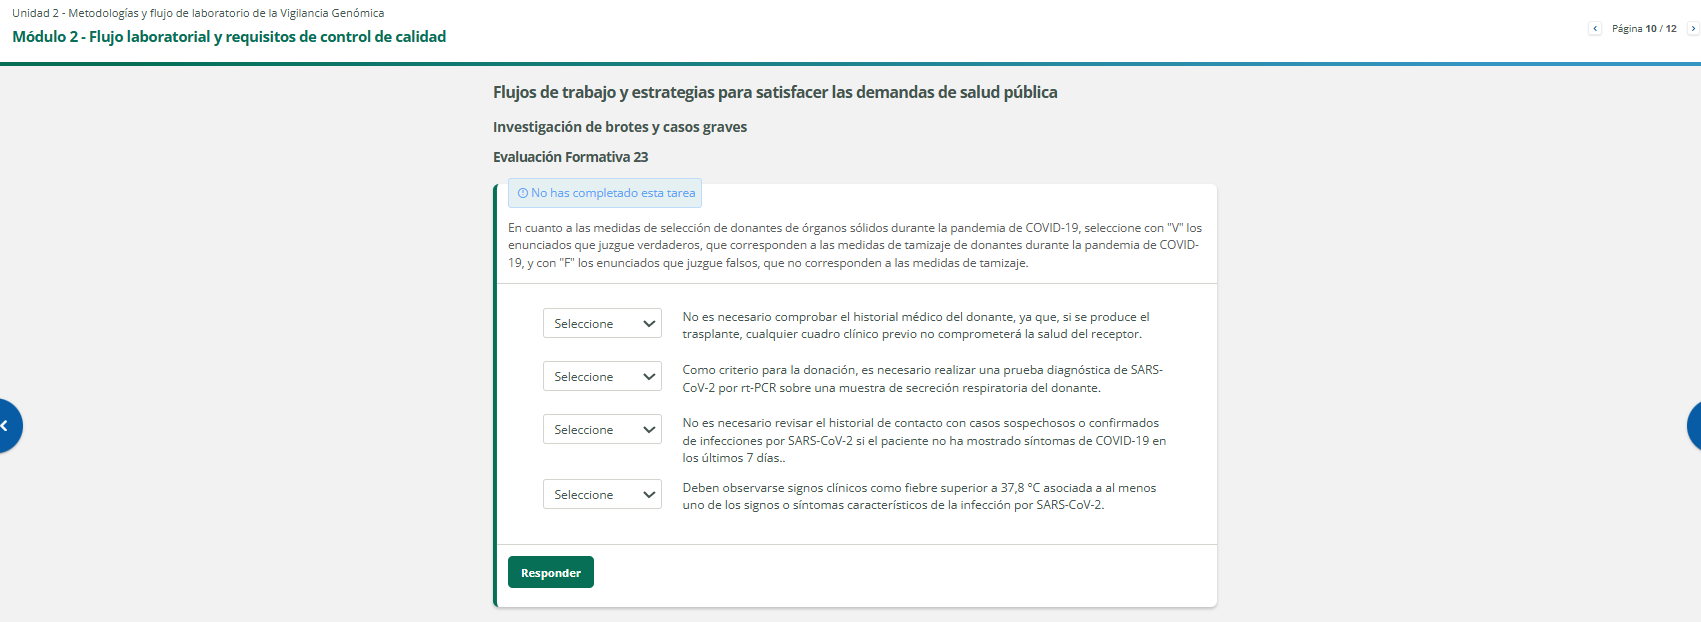 Unidad 2 - Metodologías y flujo de laboratorio de la Vigilancia Genómica
Módulo 2 - Flujo laboratorial y requisitos de control de calidad
Página 10 / 12
Flujos de trabajo y estrategias para satisfacer las demandas de salud pública
Investigación de brotes y casos graves
Evaluación Formativa 23
No has completado esta tarea
En cuanto a las medidas de selección de donantes de órganos sólidos durante la pandemia de COVID-19, seleccione con "V" los
enunciados que juzgue verdaderos, que corresponden a las medidas de tamizaje de donantes durante la pandemia de COVID-
19, y con "F" los enunciados que juzgue falsos, que no corresponden a las medidas de tamizaje.
Seleccione
No es necesario comprobar el historial médico del donante, ya que, si se produce el
trasplante, cualquier cuadro clínico previo no comprometerá la salud del receptor.
Seleccione
Como criterio para la donación, es necesario realizar una prueba diagnóstica de SARS-
CoV-2 por rt-PCR sobre una muestra de secreción respiratoria del donante.
Seleccione
No es necesario revisar el historial de contacto con casos sospechosos o confirmados
de infecciones por SARS-CoV-2 si el paciente no ha mostrado síntomas de COVID-19 en
los últimos 7 días..
Seleccione
Deben observarse signos clínicos como fiebre superior a 37,8 °C asociada a al menos
uno de los signos o síntomas característicos de la infección por SARS-CoV-2.
Responder